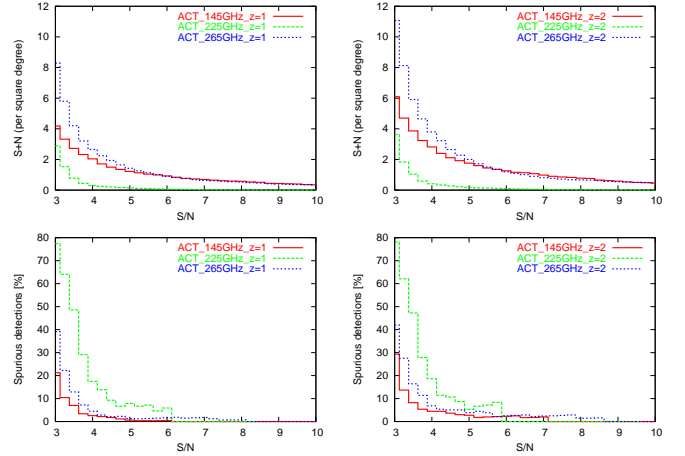 12
10
8
6
4
2
0
S+N (per square degree)
ACT_145GHz_z=1
ACT_225GHz_z=1
ACT_265GHz_z=1
3 4 5 6 7 8 9 10
S/N
12
10
8
6
4
2
0
S+N (per square degree)
ACT_145GHz_z=2
ACT_225GHz_z=2
ACT_265GHz_z=2
3 4 5 6 7 8 9 10
S/N
80
70
60
50
40
30
20
10
0
Spurious detections [%]
ACT_145GHz_z=1
ACT_225GHz_z=1
ACT_265GHz_z=1
3 4 5 6 7 8 9 10
S/N
80
70
60
50
40
30
20
10
0
Spurious detections [%]
ACT_145GHz_z=2
ACT_225GHz_z=2
ACT_265GHz_z=2
3 4 5 6 7 8 9 10
S/N